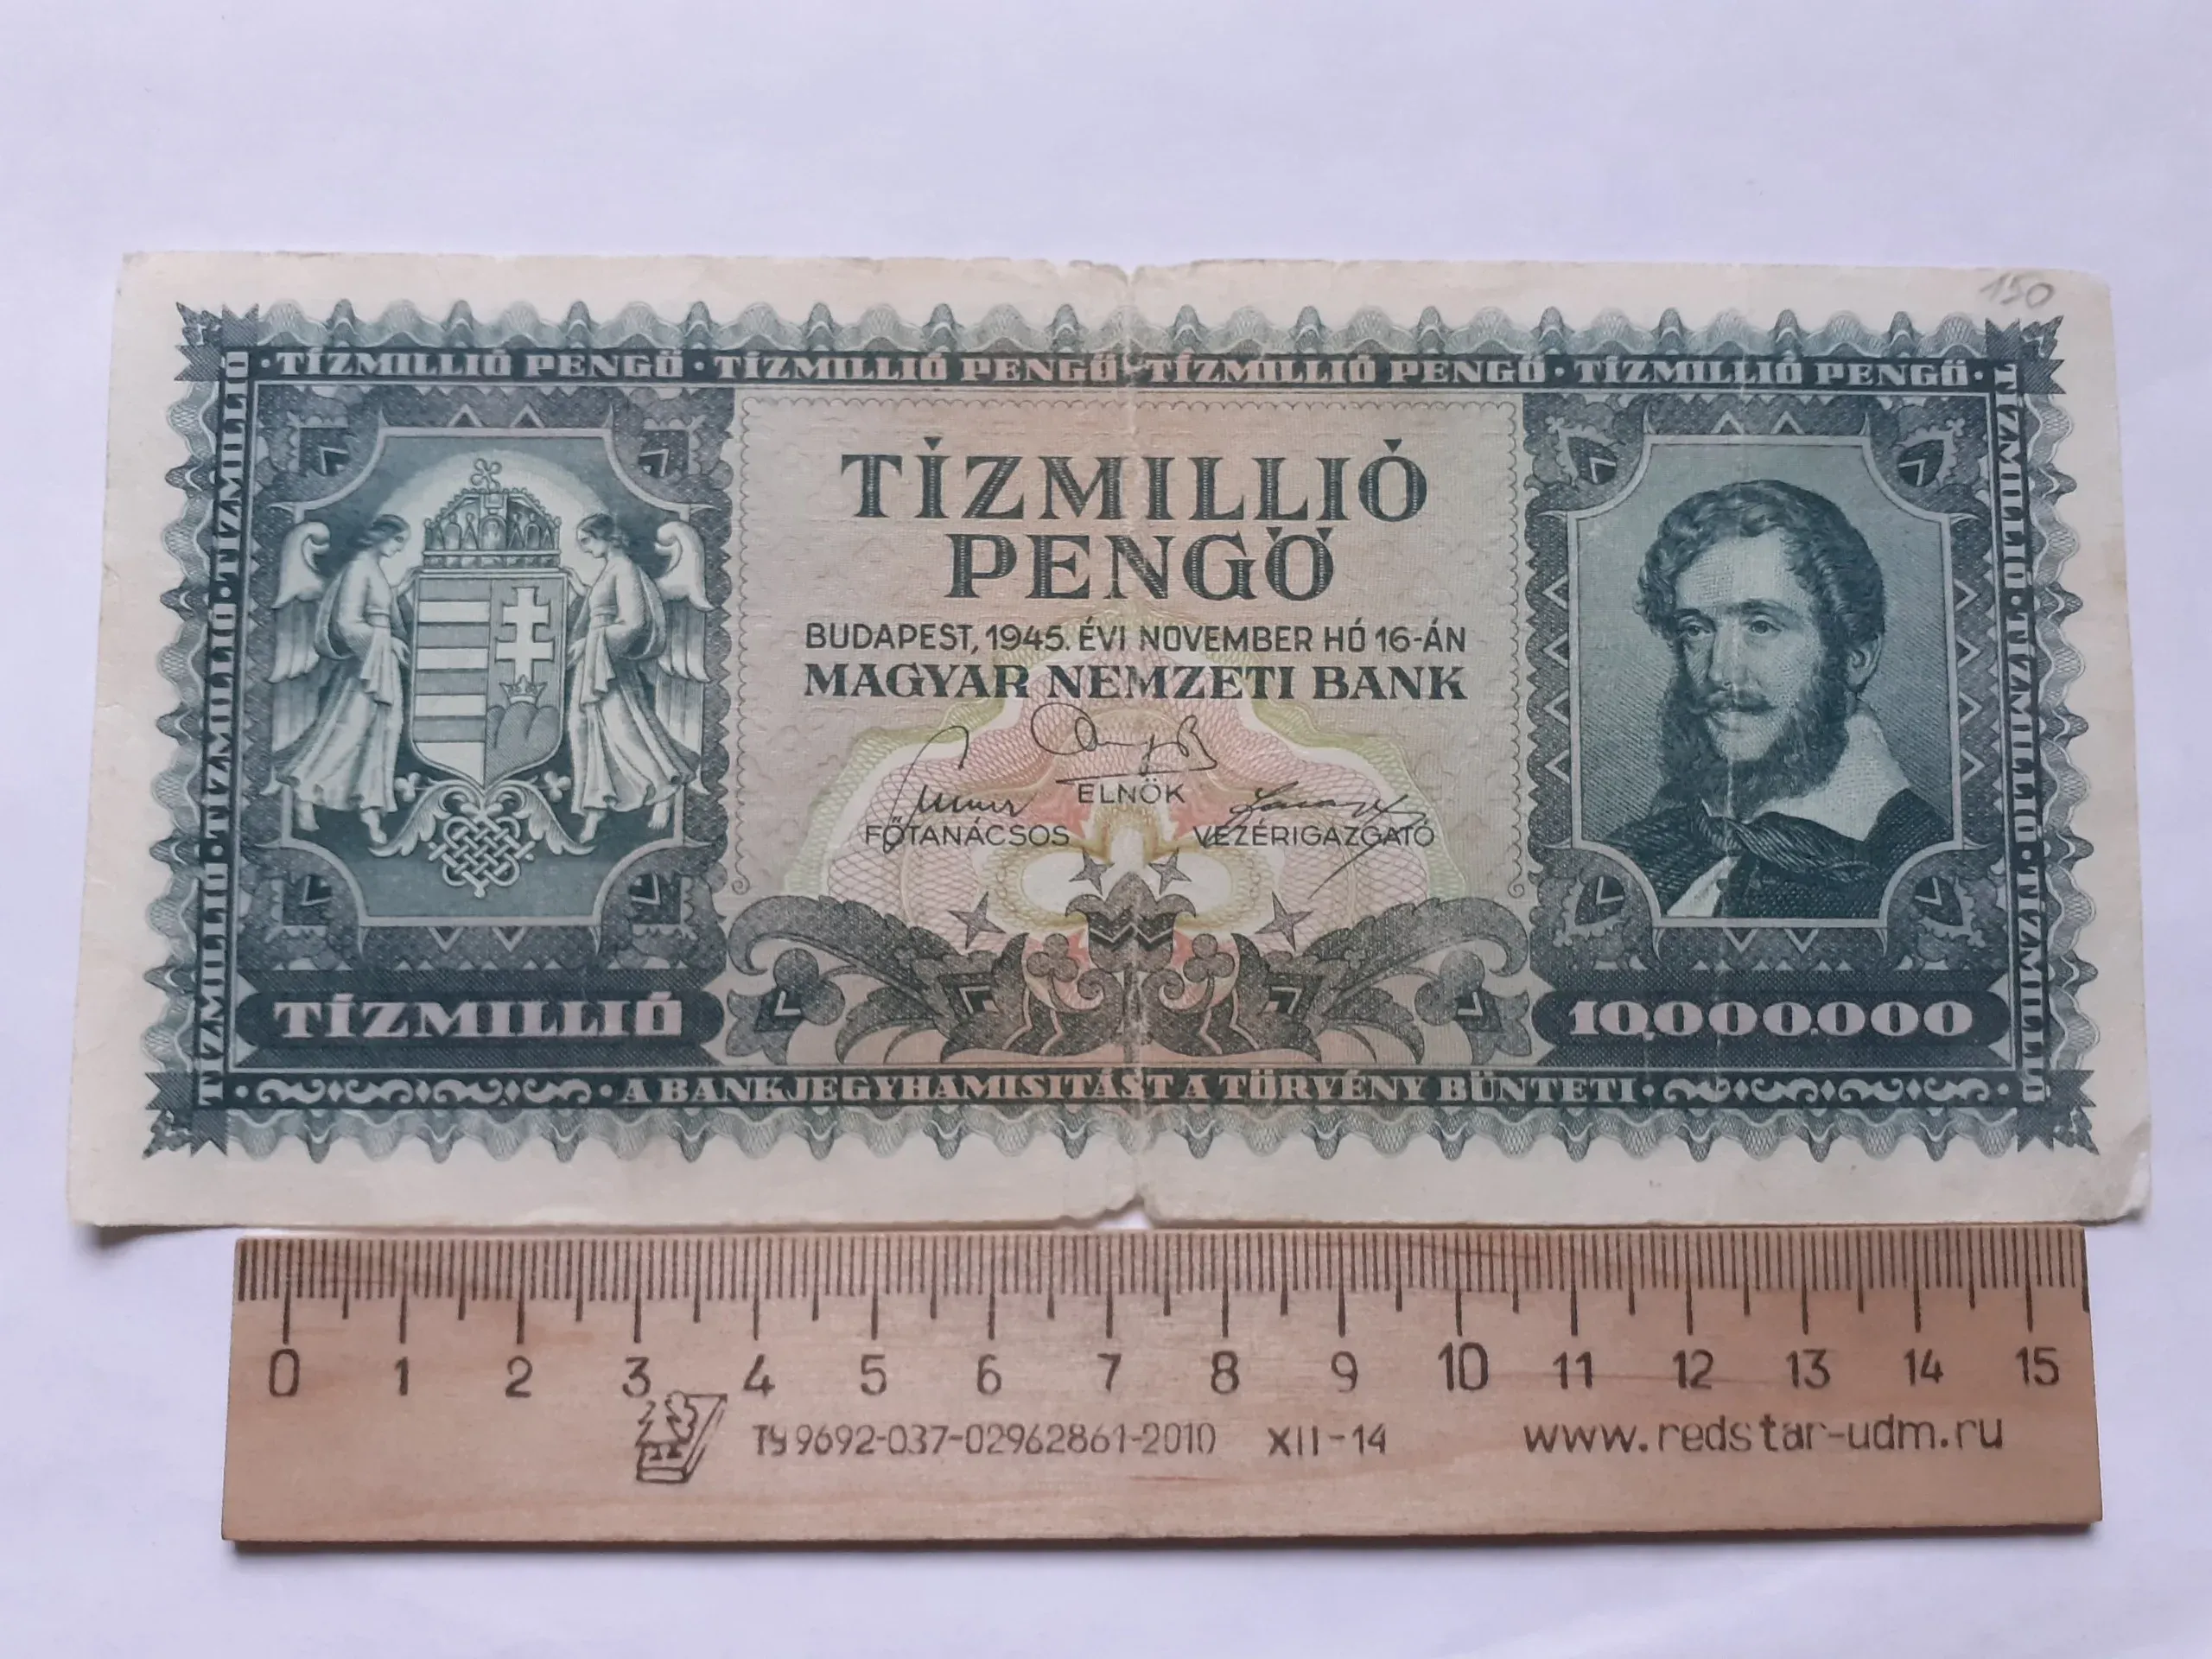 150
· TÍZMILLIÓ PENGŐ · TÍZMILLIÓ PENGŐ · TÍZMILLIÓ PENGŐ · TÍZMILLIÓ PENGŐ ·
TÍZMILLIÓ · TÍZMILLIÓ · TÍZMILLIÓ
TÍZMILLIÓ
PENGŐ
BUDAPEST, 1945. ÉVI NOVEMBER HÓ 16-ÁN
MAGYAR NEMZETI BANK
ELNÖK
FŐTANÁCSOS VEZÉRIGAZGATÓ
TÍZMILLIÓ · TÍZMILLIÓ · TÍZMILLIÓ
TÍZMILLIÓ 10,000.000
· A BANKJEGYHAMISITÁST A TÖRVÉNY BÜNTETI ·
0 1 2 3 4 5 6 7 8 9 10 11 12 13 14 15
ТУ 9692-037-02962861-2010 XII-14 www.redstar-udm.ru